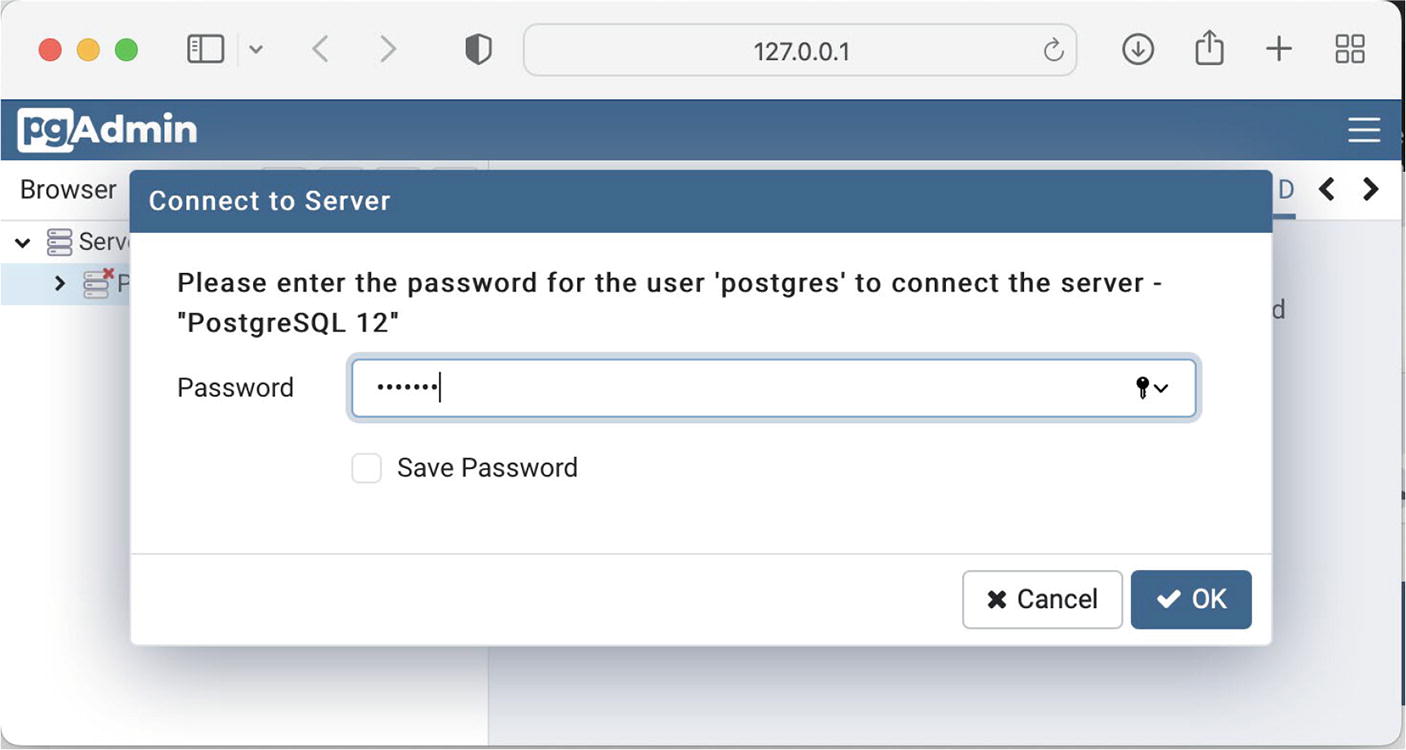 127.0.0.1
pgAdmin
Browser
Connect to Server
D
Please enter the password for the user 'postgres' to connect the server -
"PostgreSQL 12"
Password •••••••
Save Password
Cancel OK